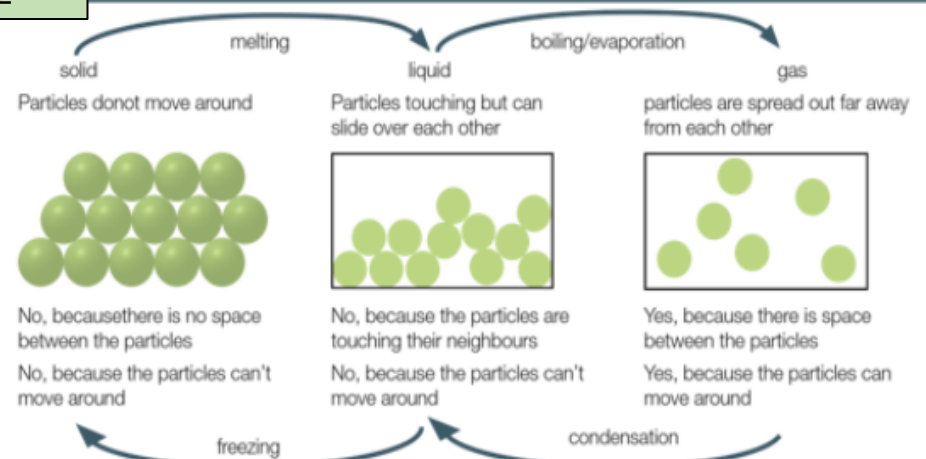 melting
boiling/evaporation
solid
liquid
gas
Particles donot move around
Particles touching but can
slide over each other
particles are spread out far away
from each other
No, becausethere is no space
between the particles
No, because the particles can't
move around
No, because the particles are
touching their neighbours
No, because the particles can't
move around
Yes, because there is space
between the particles
Yes, because the particles can
move around
freezing
condensation